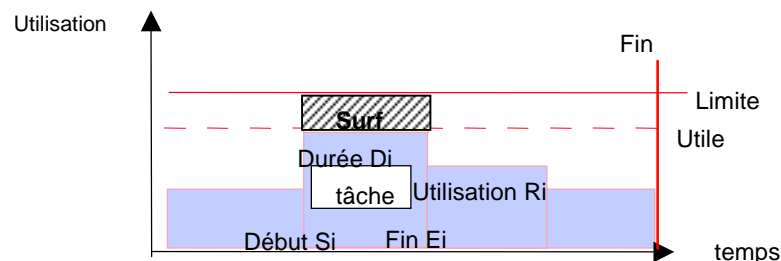 Utilisation
Fin
Limite
Surf
Utile
Durée Di
tâche
Utilisation Ri
Début Si
Fin Ei
temps